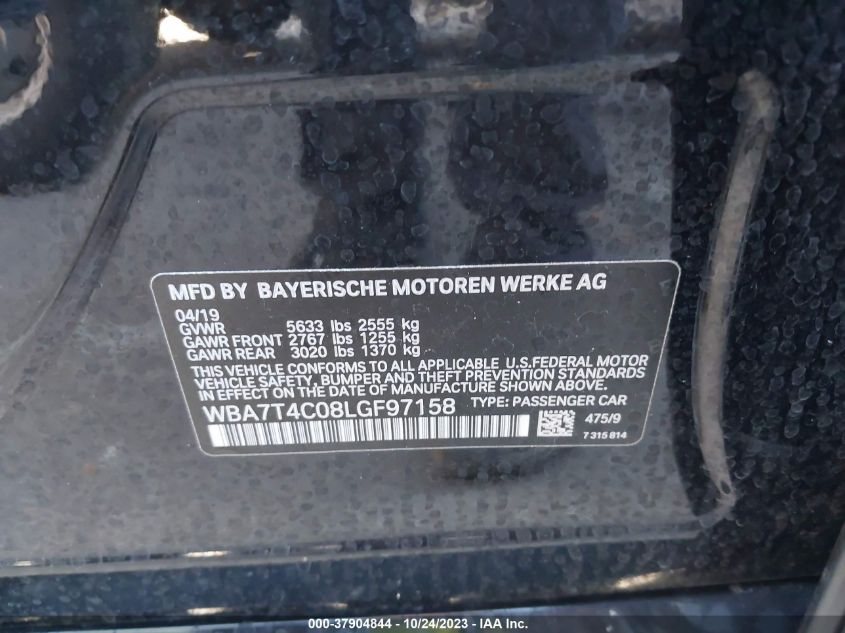 MFD BY BAYERISCHE MOTOREN WERKE AG
04/19
GVWR 5633 lbs 2555 kg
GAWR FRONT 2767 lbs 1255 kg
GAWR REAR 3020 lbs 1370 kg
THIS VEHICLE CONFORMS TO ALL APPLICABLE U.S.FEDERAL MOTOR
VEHICLE SAFETY, BUMPER AND THEFT PREVENTION STANDARDS
IN EFFECT ON THE DATE OF MANUFACTURE SHOWN ABOVE.
WBA7T4C08LGF97158 TYPE: PASSENGER CAR
475/9
7 315 814
000-37904844 - 10/24/2023 - IAA Inc.